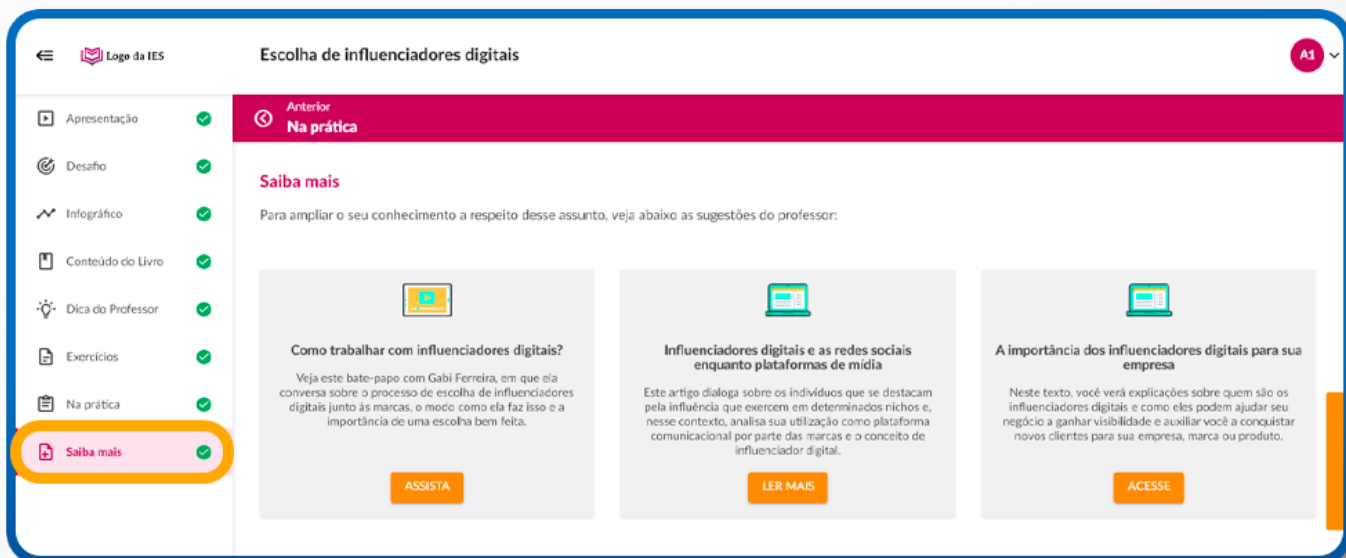 Logo da IES
Escolha de influenciadores digitais
A1
Apresentação
Desafio
Infográfico
Conteúdo do Livro
Dica do Professor
Exercícios
Na prática
Saiba mais
Anterior
Na prática
Saiba mais
Para ampliar o seu conhecimento a respeito desse assunto, veja abaixo as sugestões do professor:
Como trabalhar com influenciadores digitais?
Veja este bate-papo com Gabi Ferreira, em que ela
conversa sobre o processo de escolha de influenciadores
digitais junto às marcas, o modo como ela faz isso e a
importância de uma escolha bem feita.
ASSISTA
Influenciadores digitais e as redes sociais
enquanto plataformas de mídia
Este artigo dialoga sobre os indivíduos que se destacam
pela influência que exercem em determinados nichos e,
nesse contexto, analisa sua utilização como plataforma
comunicacional por parte das marcas e o conceito de
influenciador digital.
LER MAIS
A importância dos influenciadores digitais para sua
empresa
Neste texto, você verá explicações sobre quem são os
influenciadores digitais e como eles podem ajudar seu
negócio a ganhar visibilidade e auxiliar você a conquistar
novos clientes para sua empresa, marca ou produto.
ACESSE